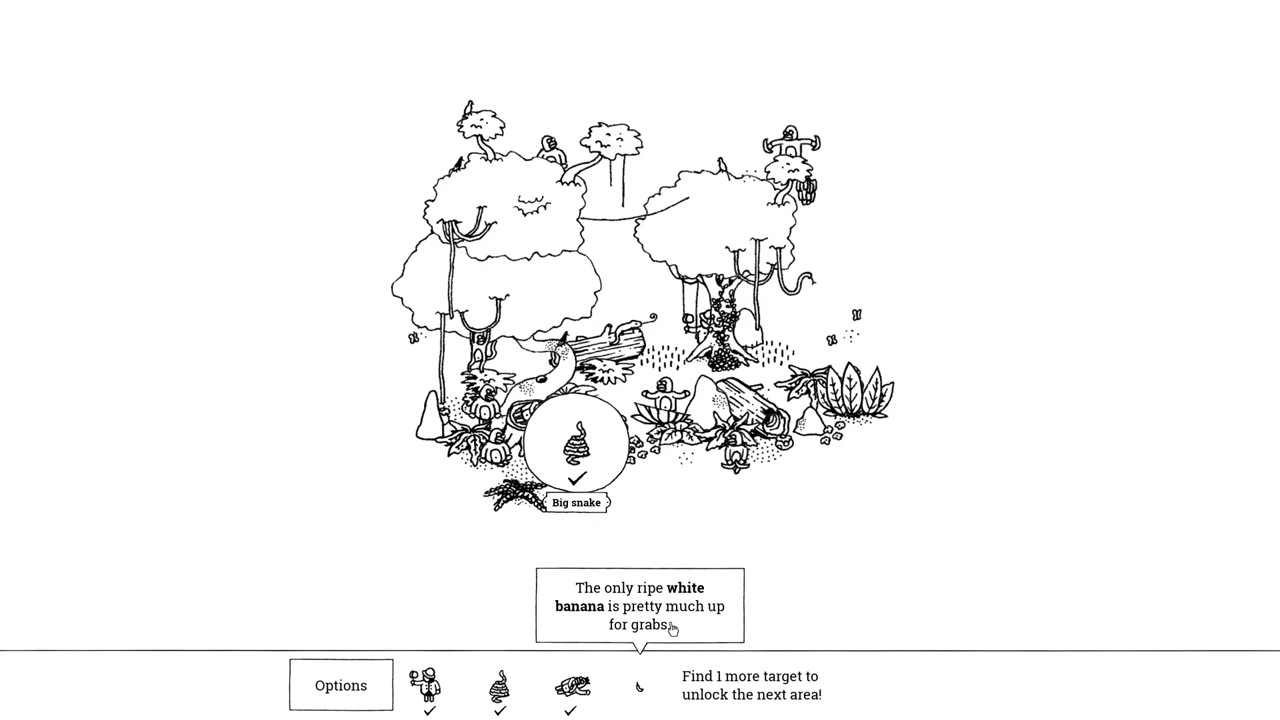 Big snake
The only ripe white
banana is pretty much up
for grabs.
Options
Find 1 more target to
unlock the next area!